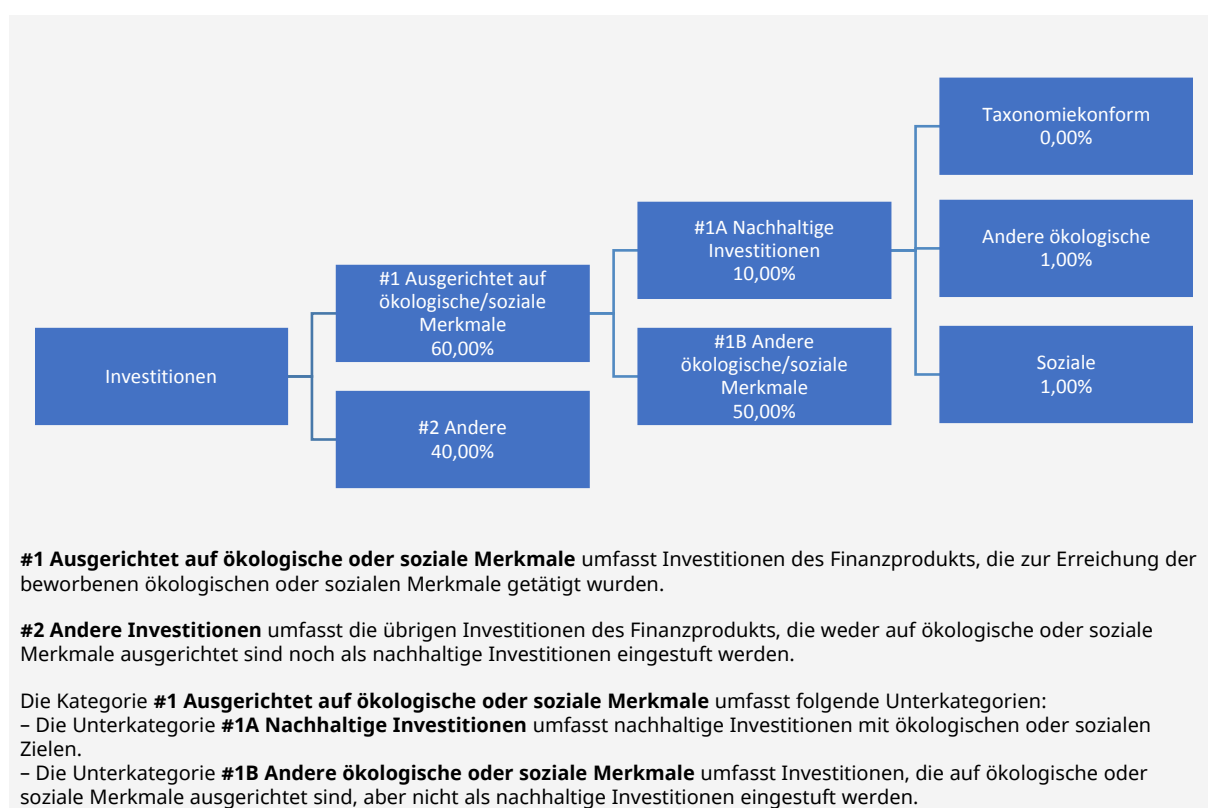 Taxonomiekonform
0,00%
#1A Nachhaltige
Investitionen
10,00%
Andere ökologische
1,00%
#1 Ausgerichtet auf
ökologische/soziale
Merkmale
60,00%
#1B Andere
ökologische/soziale
Merkmale
50,00%
Soziale
1,00%
Investitionen
#2 Andere
40,00%
#1 Ausgerichtet auf ökologische oder soziale Merkmale umfasst Investitionen des Finanzprodukts, die zur Erreichung der
beworbenen ökologischen oder sozialen Merkmale getätigt wurden.
#2 Andere Investitionen umfasst die übrigen Investitionen des Finanzprodukts, die weder auf ökologische oder soziale
Merkmale ausgerichtet sind noch als nachhaltige Investitionen eingestuft werden.
Die Kategorie #1 Ausgerichtet auf ökologische oder soziale Merkmale umfasst folgende Unterkategorien:
– Die Unterkategorie #1A Nachhaltige Investitionen umfasst nachhaltige Investitionen mit ökologischen oder sozialen
Zielen.
– Die Unterkategorie #1B Andere ökologische oder soziale Merkmale umfasst Investitionen, die auf ökologische oder
soziale Merkmale ausgerichtet sind, aber nicht als nachhaltige Investitionen eingestuft werden.